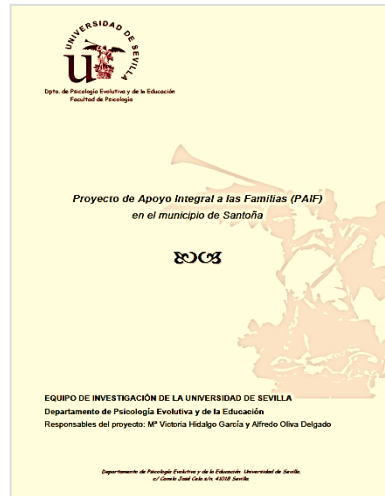 UNIVERSIDAD DE SEVILLA
Dpto. de Psicología Evolutiva y de la Educación
Facultad de Psicología
Proyecto de Apoyo Integral a las Familias (PAIF)
en el municipio de Santoña
EQUIPO DE INVESTIGACIÓN DE LA UNIVERSIDAD DE SEVILLA
Departamento de Psicología Evolutiva y de la Educación
Responsables del proyecto: Mª Victoria Hidalgo García y Alfredo Oliva Delgado
Departamento de Psicología Evolutiva y de la Educación. Universidad de Sevilla.
c/ Camilo José Cela s/n, 41018 Sevilla